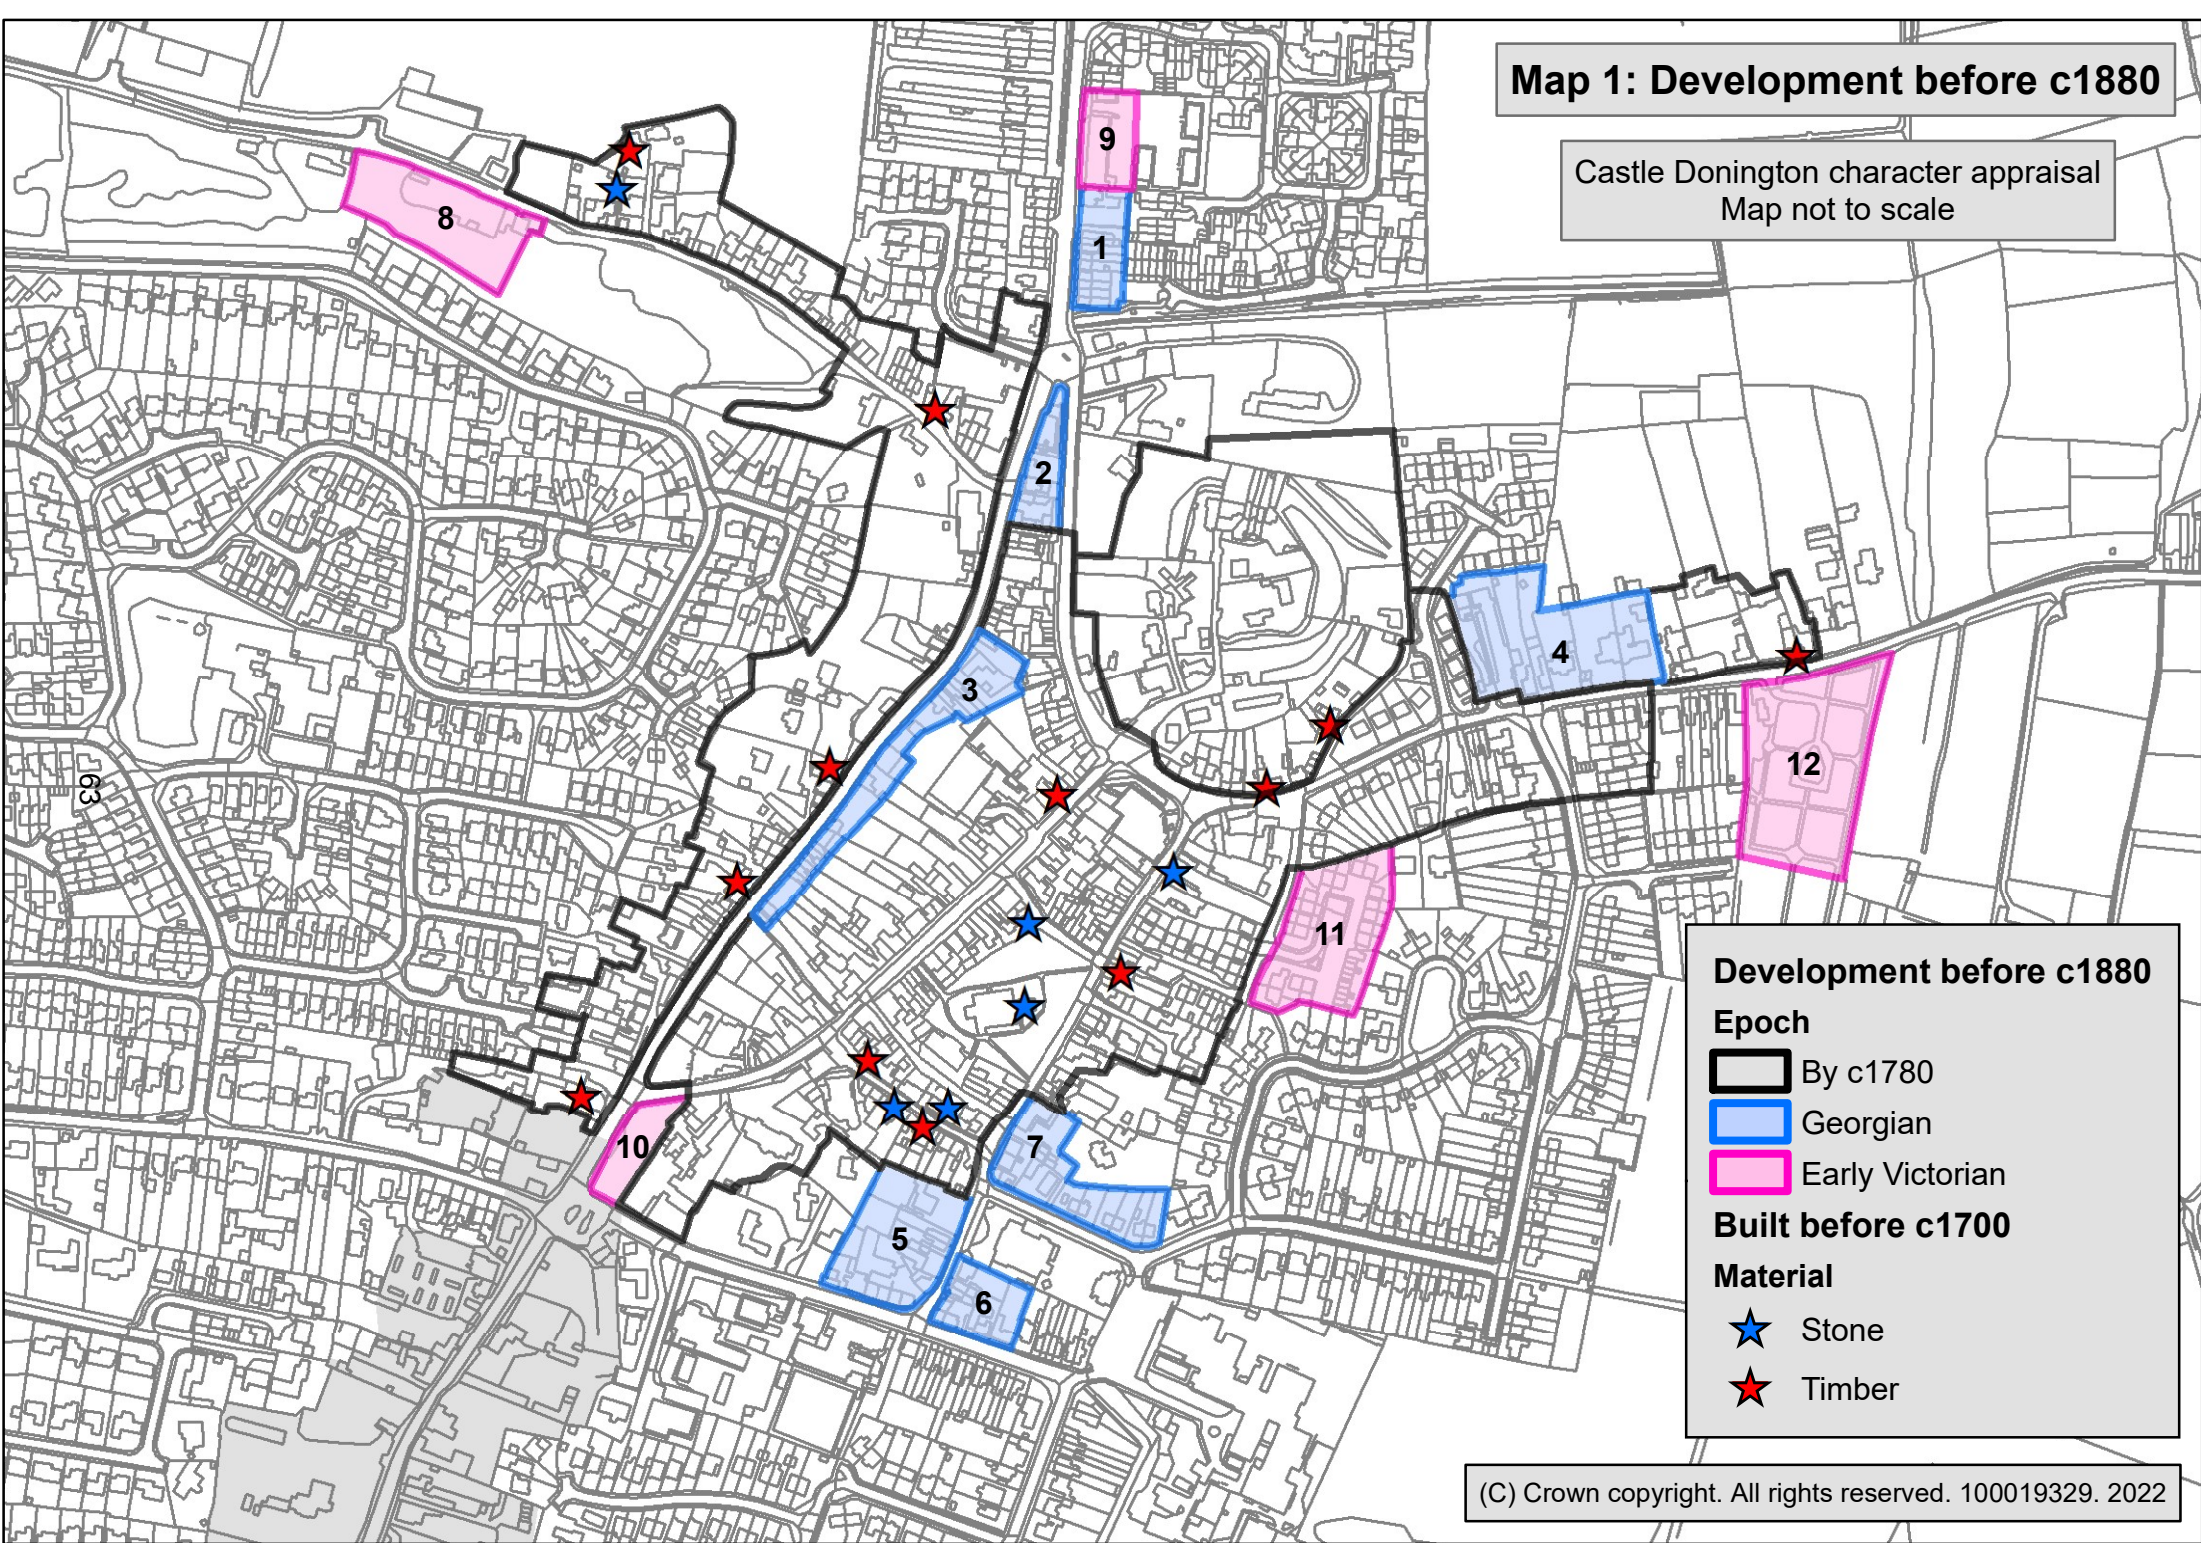 Map 1: Development before c1880
Castle Donington character appraisal
Map not to scale
9
8
1
2
4
3
12
63
11
10
7
5
6
Development before c1880
Epoch
By c1780
Georgian
Early Victorian
Built before c1700
Material
Stone
Timber
(C) Crown copyright. All rights reserved. 100019329. 2022